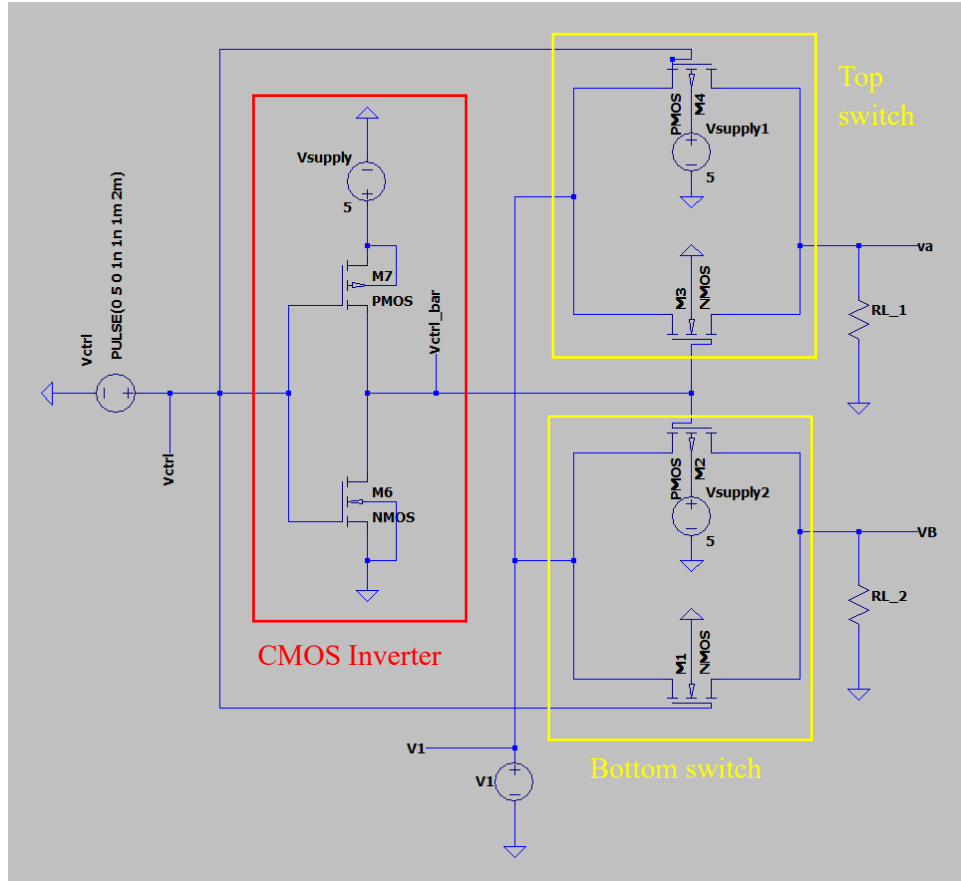 Top
switch
PMOS
M4
Vsupply1
5
Vsupply
5
M7
PMOS
Vctrl_bar
M3
NMOS
va
RL_1
Vctrl
PULSE(0 5 0 1n 1n 1m 2m)
Vctrl
PMOS
M2
Vsupply2
5
M6
NMOS
VB
RL_2
M1
NMOS
CMOS Inverter
V1
V1
Bottom switch